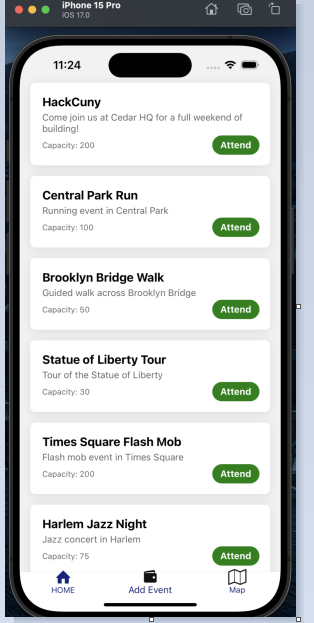 iPhone 15 Pro
iOS 17.0
11:24
HackCuny
Come join us at Cedar HQ for a full weekend of
building!
Capacity: 200
Attend
Central Park Run
Running event in Central Park
Capacity: 100
Attend
Brooklyn Bridge Walk
Guided walk across Brooklyn Bridge
Capacity: 50
Attend
Statue of Liberty Tour
Tour of the Statue of Liberty
Capacity: 30
Attend
Times Square Flash Mob
Flash mob event in Times Square
Capacity: 200
Attend
Harlem Jazz Night
Jazz concert in Harlem
Capacity: 75
Attend
HOME
Add Event
Map